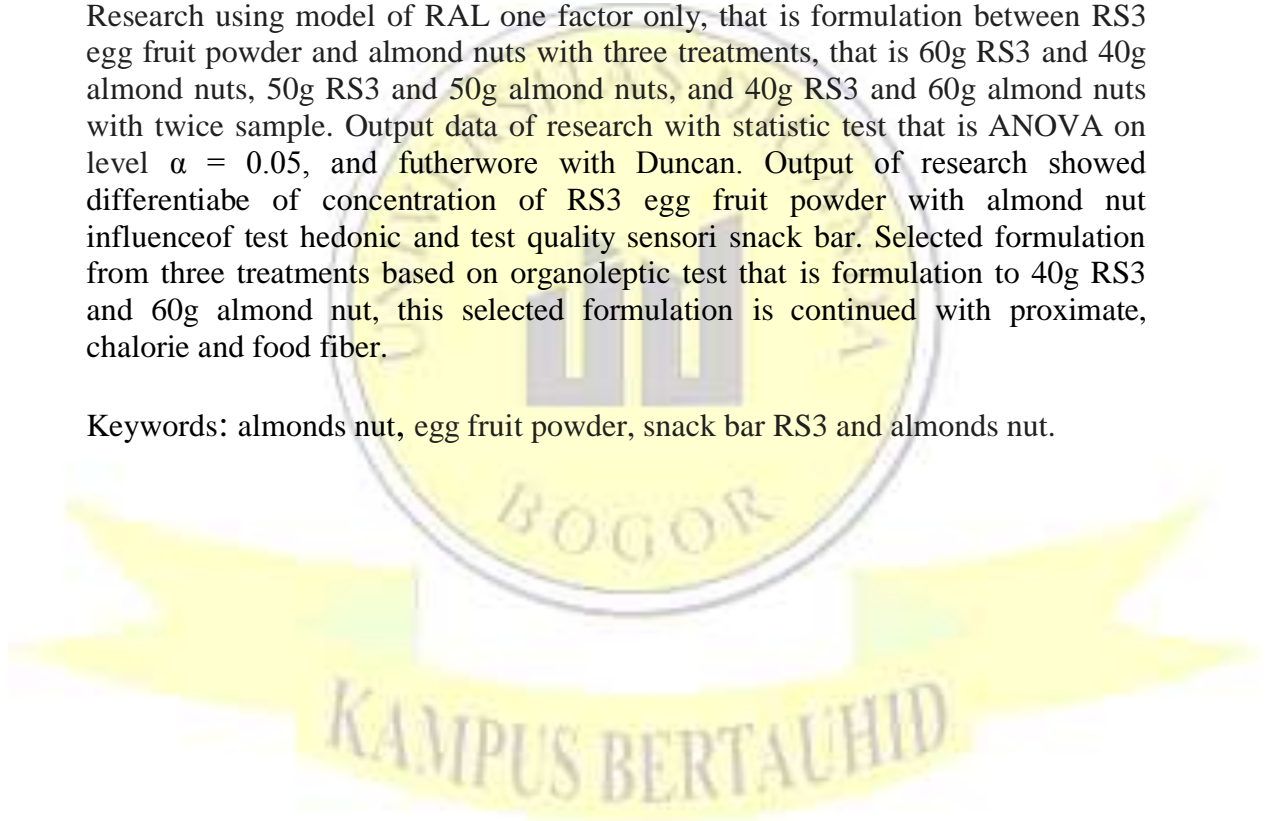 Research using model of RAL one factor only, that is formulation between RS3
egg fruit powder and almond nuts with three treatments, that is 60g RS3 and 40g
almond nuts, 50g RS3 and 50g almond nuts, and 40g RS3 and 60g almond nuts
with twice sample. Output data of research with statistic test that is ANOVA on
level α = 0.05, and futherwore with Duncan. Output of research showed
differentiabe of concentration of RS3 egg fruit powder with almond nut
influenceof test hedonic and test quality sensori snack bar. Selected formulation
from three treatments based on organoleptic test that is formulation to 40g RS3
and 60g almond nut, this selected formulation is continued with proximate,
chalorie and food fiber.
Keywords: almonds nut, egg fruit powder, snack bar RS3 and almonds nut.
UNIVERSITAS DJUANDA
BOGOR
KAMPUS BERTAUHID